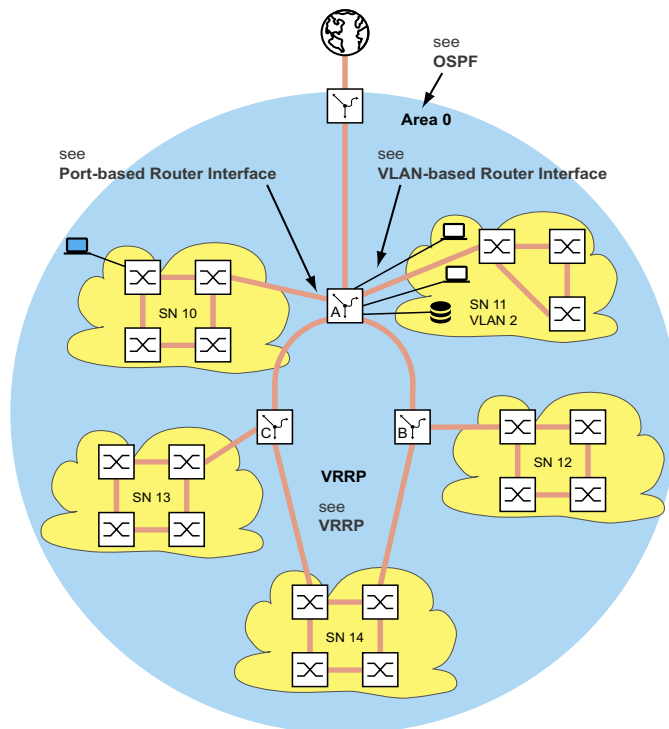 see
OSPF
Area 0
see
Port-based Router Interface
see
VLAN-based Router Interface
SN 10
A
SN 11
VLAN 2
C
B
VRRP
see
VRRP
SN 13
SN 12
SN 14